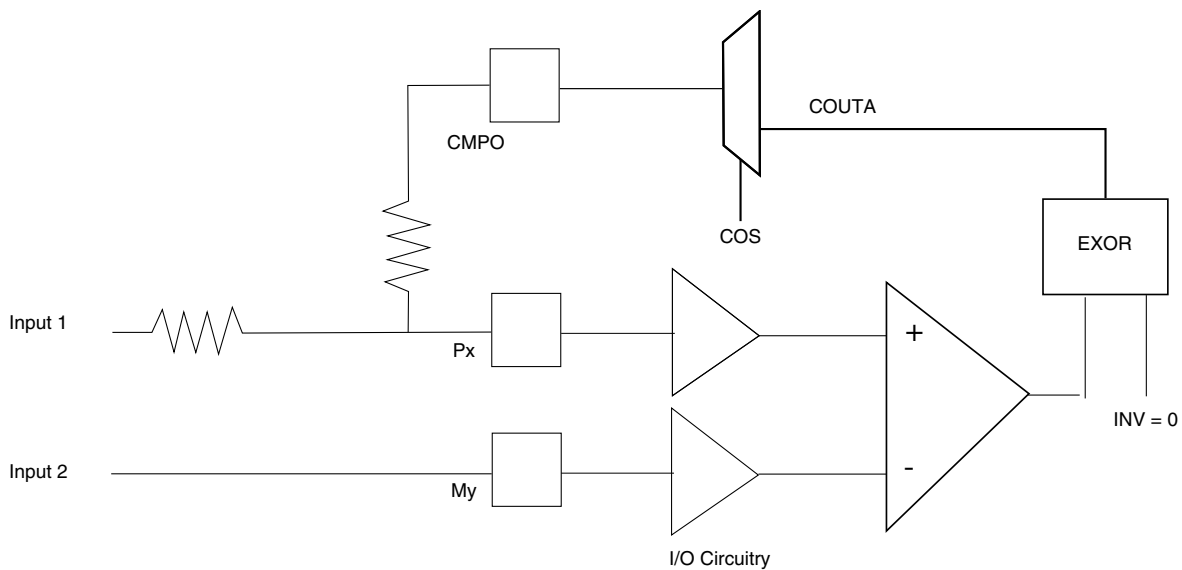 COUTA
CMPO
COS
EXOR
Input 1
Px
+
INV = 0
Input 2
-
My
I/O Circuitry